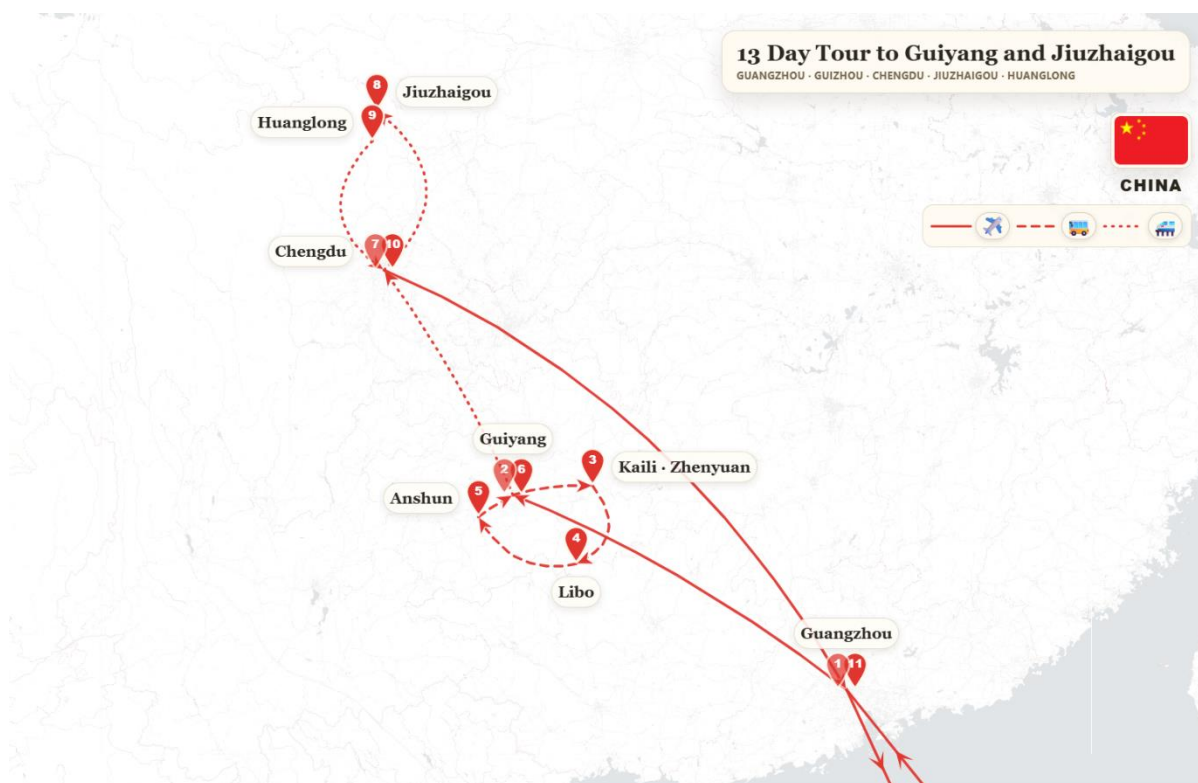 13 Day Tour to Guiyang and Jiuzhaigou
GUANGZHOU · GUIZHOU · CHENGDU · JIUZHAIGOU · HUANGLONG
8
Jiuzhaigou
Huanglong
9
CHINA
Chengdu
7
10
Guiyang
2
6
3
Kaili · Zhenyuan
Anshun
5
4
Libo
Guangzhou
1
11